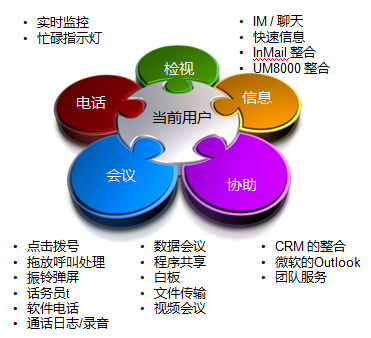 实时监控
忙碌指示灯
IM / 聊天
快速信息
InMail 整合
UM8000 整合
检视
电话
信息
当前用户
会议
协助
点击拨号
拖放呼叫处理
振铃弹屏
话务员t
软件电话
通话日志/录音
数据会议
程序共享
白板
文件传输
视频会议
CRM 的整合
微软的Outlook
团队服务